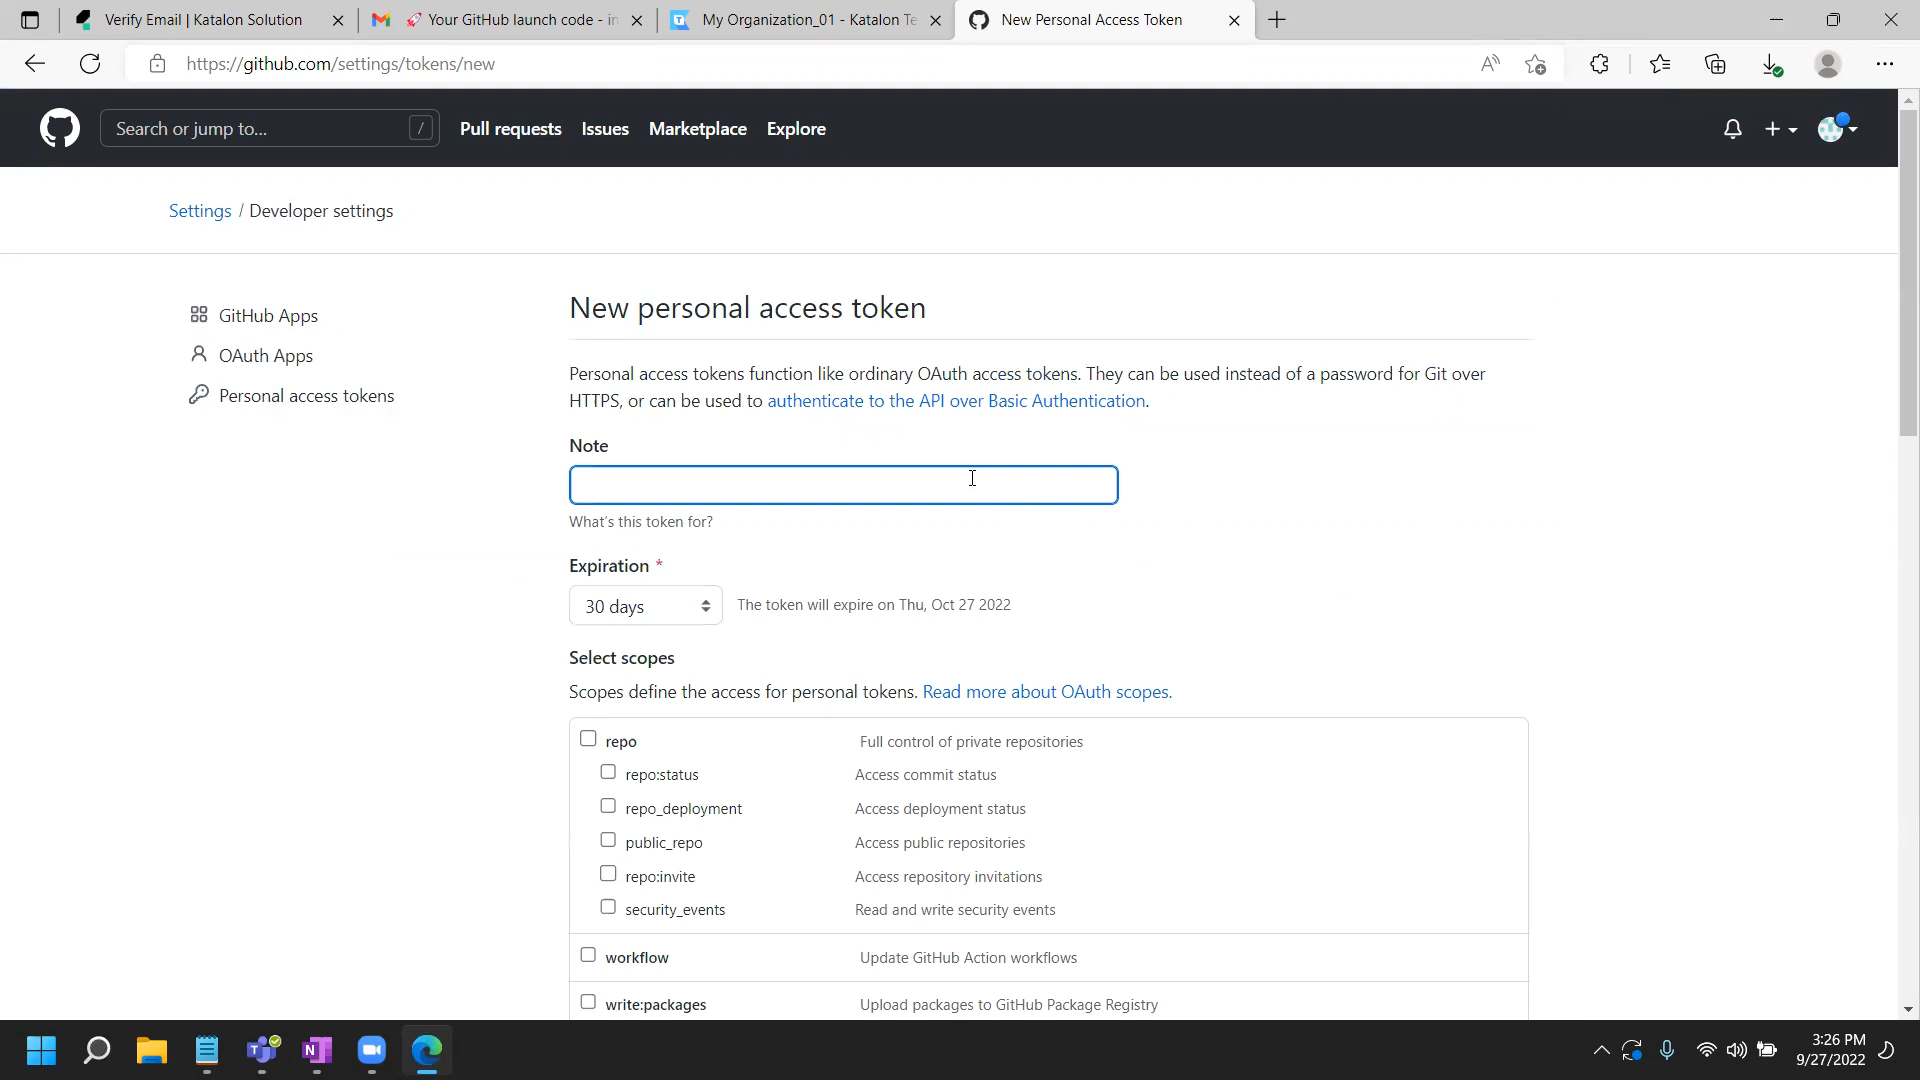 Verify Email | Katalon Solution
Your GitHub launch code - in
My Organization_01 - Katalon Te
New Personal Access Token
https://github.com/settings/tokens/new
Search or jump to...
/
Pull requests
Issues
Marketplace
Explore
Settings / Developer settings
GitHub Apps
OAuth Apps
Personal access tokens
New personal access token
Personal access tokens function like ordinary OAuth access tokens. They can be used instead of a password for Git over
HTTPS, or can be used to authenticate to the API over Basic Authentication.
Note
What's this token for?
Expiration *
30 days
The token will expire on Thu, Oct 27 2022
Select scopes
Scopes define the access for personal tokens. Read more about OAuth scopes.
repo Full control of private repositories
repo:status Access commit status
repo_deployment Access deployment status
public_repo Access public repositories
repo:invite Access repository invitations
security_events Read and write security events
workflow Update GitHub Action workflows
write:packages Upload packages to GitHub Package Registry
3:26 PM
9/27/2022